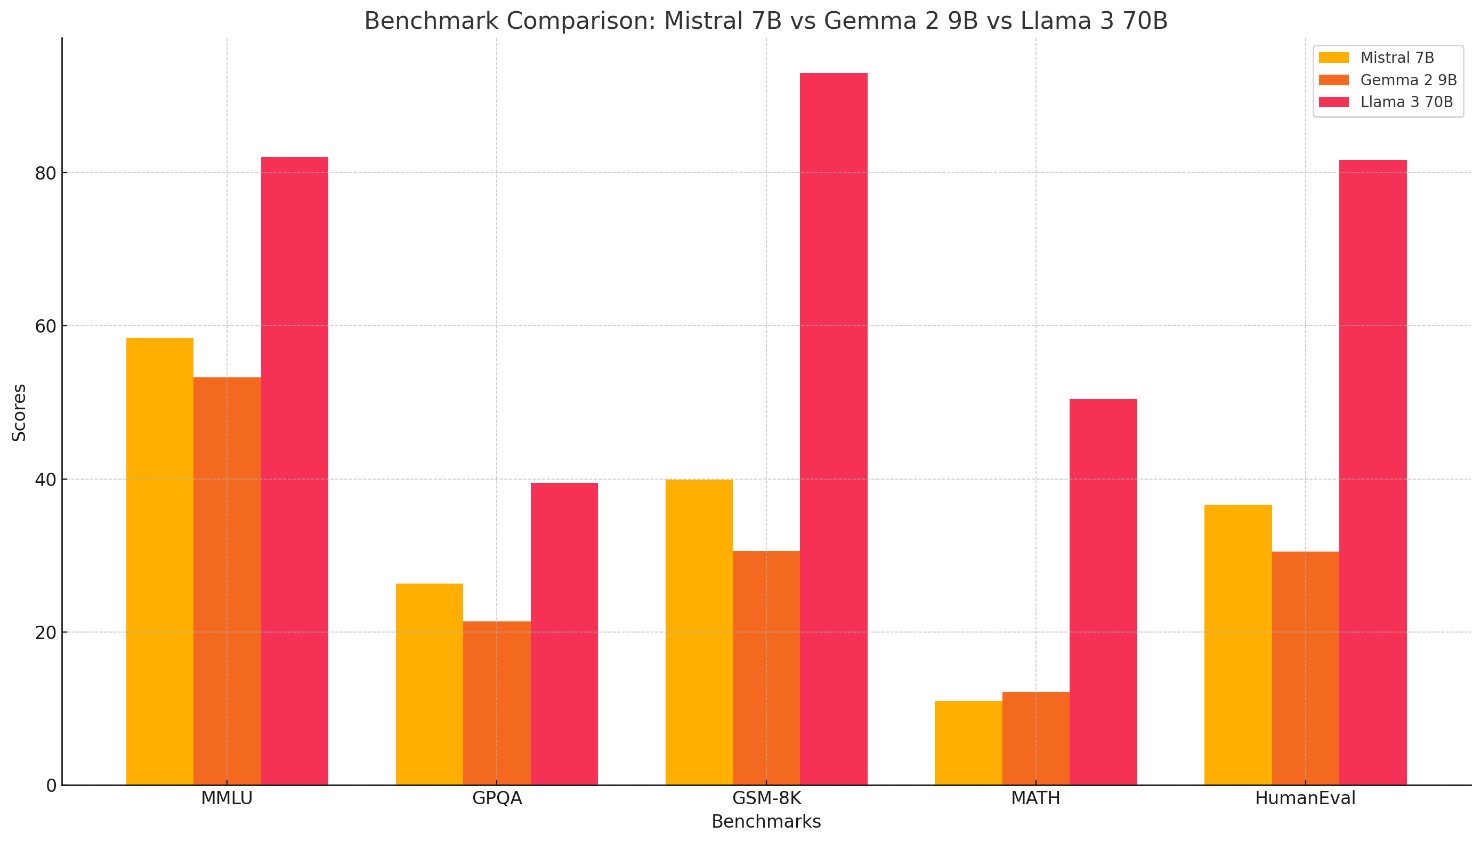 Benchmark Comparison: Mistral 7B vs Gemma 2 9B vs Llama 3 70B
Mistral 7B
Gemma 2 9B
Llama 3 70B
Scores
80
60
40
20
0
MMLU GPQA GSM-8K MATH HumanEval
Benchmarks